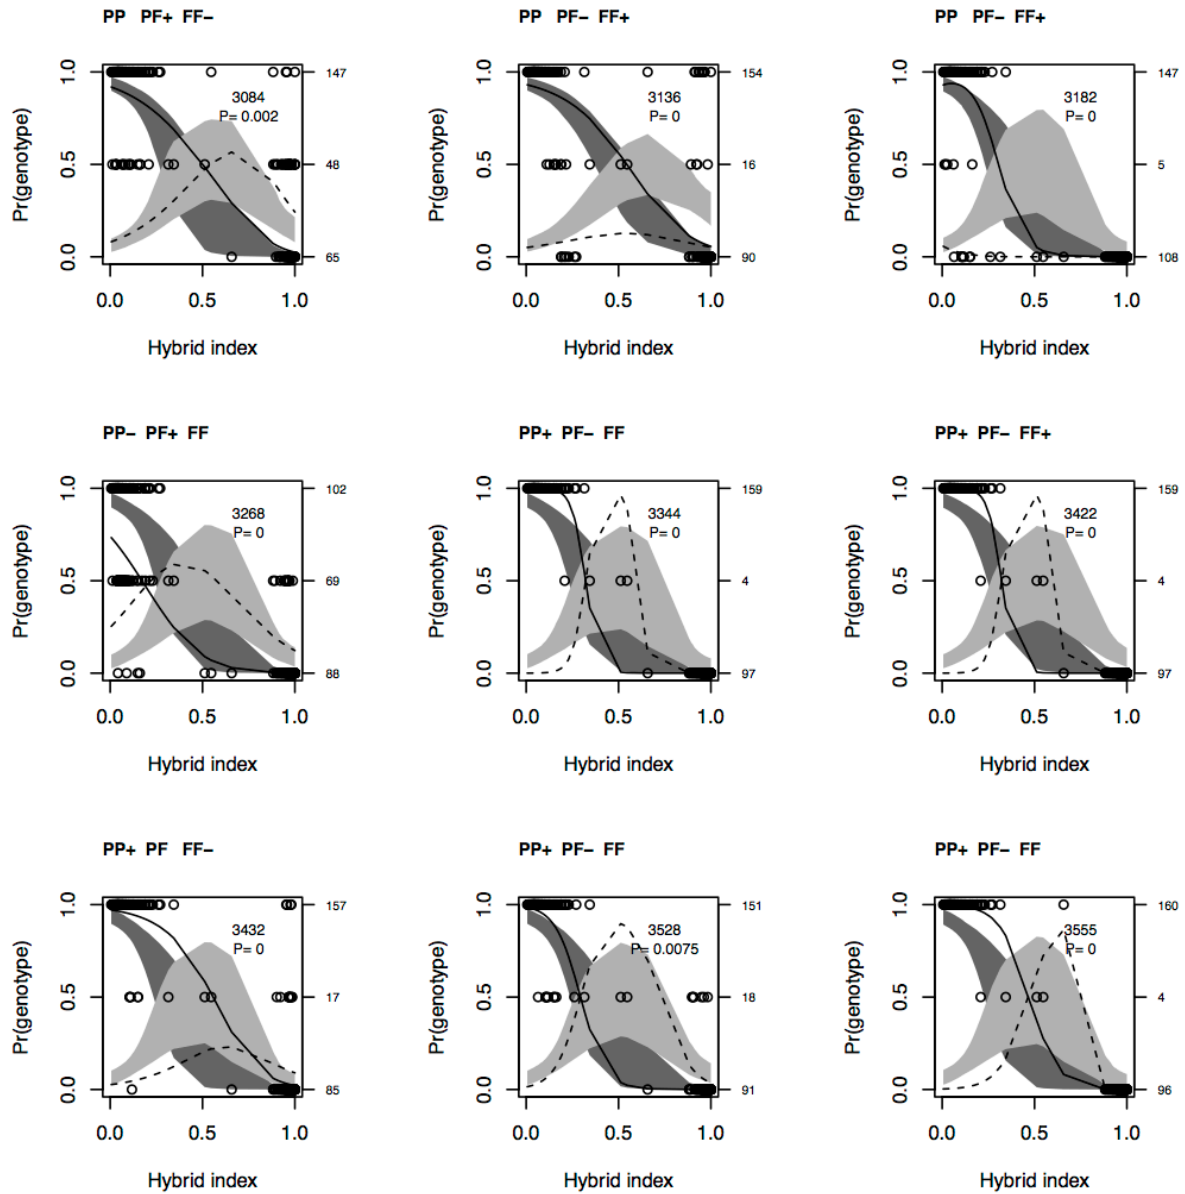 PP PF+ FF−
1.0
147
3084
P= 0.002
Pr(genotype)
0.5
48
0.0
65
0.0 0.5 1.0
Hybrid index
PP PF− FF+
1.0
154
3136
P= 0
Pr(genotype)
0.5
16
0.0
90
0.0 0.5 1.0
Hybrid index
PP PF− FF+
1.0
147
3182
P= 0
Pr(genotype)
0.5
5
0.0
108
0.0 0.5 1.0
Hybrid index
PP− PF+ FF
1.0
102
3268
P= 0
Pr(genotype)
0.5
69
0.0
88
0.0 0.5 1.0
Hybrid index
PP+ PF− FF
1.0
159
3344
P= 0
Pr(genotype)
0.5
4
0.0
97
0.0 0.5 1.0
Hybrid index
PP+ PF− FF+
1.0
159
3422
P= 0
Pr(genotype)
0.5
4
0.0
97
0.0 0.5 1.0
Hybrid index
PP+ PF FF−
1.0
157
3432
P= 0
Pr(genotype)
0.5
17
0.0
85
0.0 0.5 1.0
Hybrid index
PP+ PF− FF
1.0
151
3528
P= 0.0075
Pr(genotype)
0.5
18
0.0
91
0.0 0.5 1.0
Hybrid index
PP+ PF− FF
1.0
160
3555
P= 0
Pr(genotype)
0.5
4
0.0
96
0.0 0.5 1.0
Hybrid index